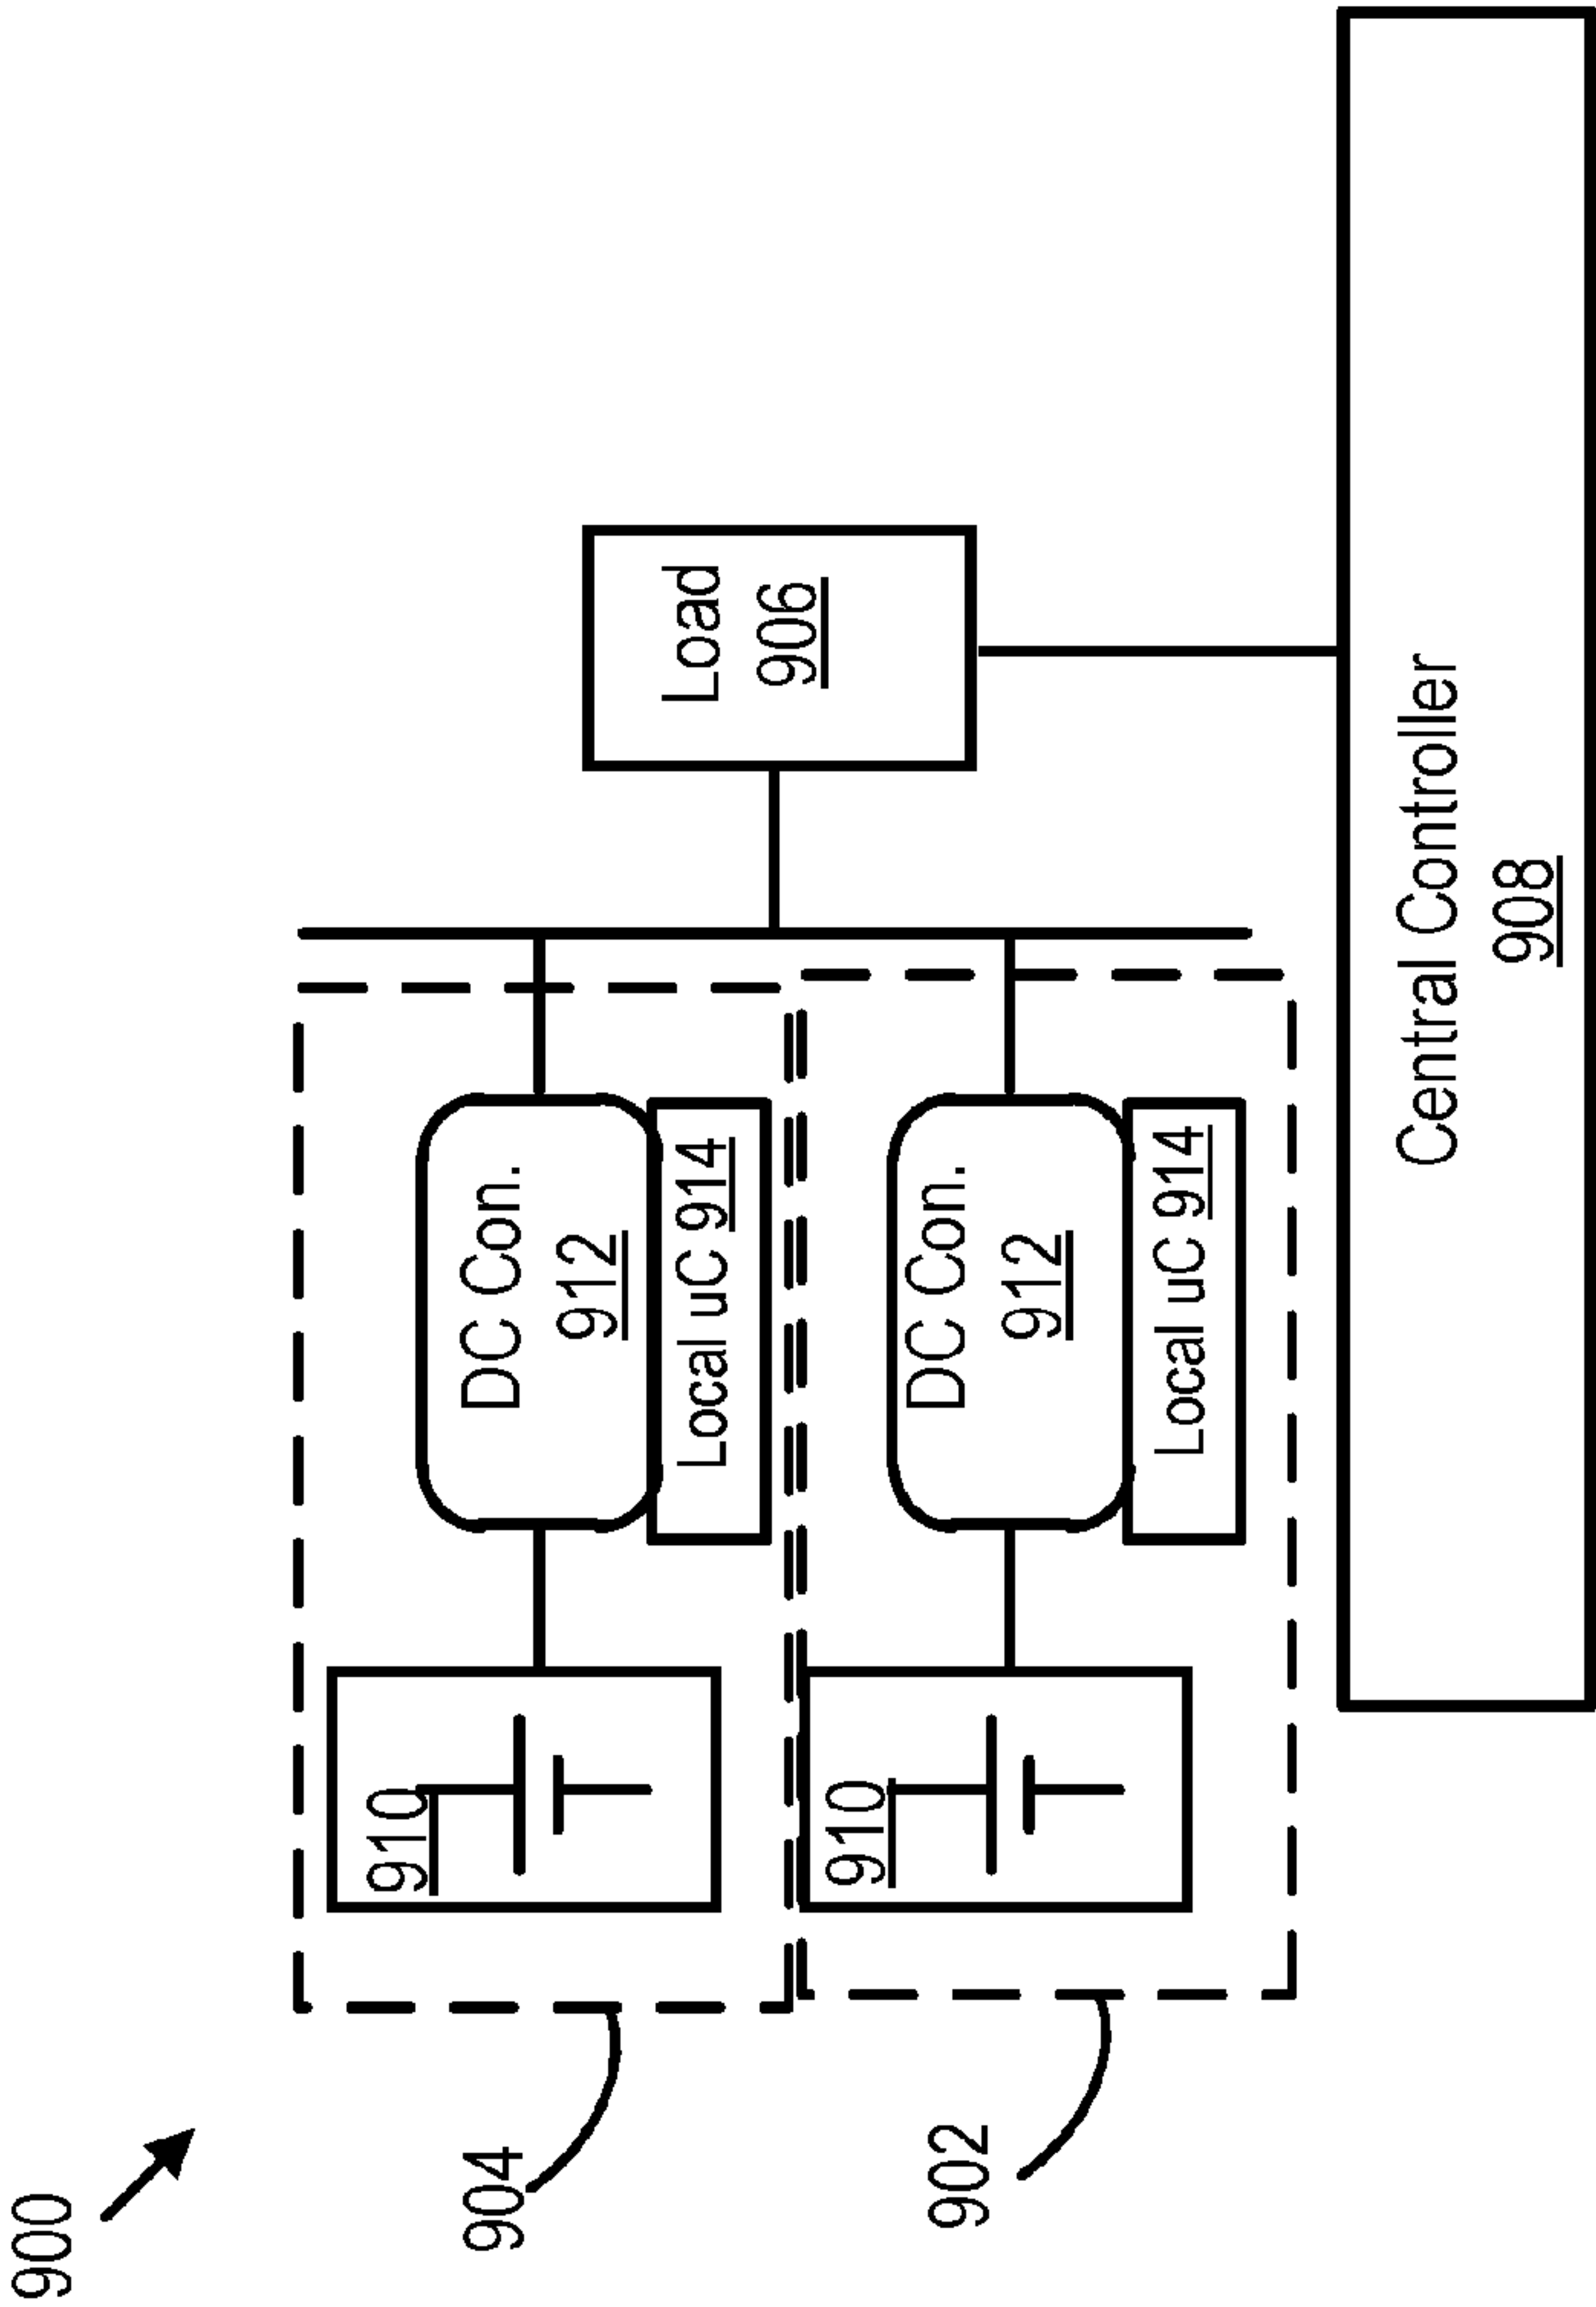 900
904
910
DC Con.
912
Local uC 914
Load
906
902
910
DC Con.
912
Local uC 914
Central Controller
908